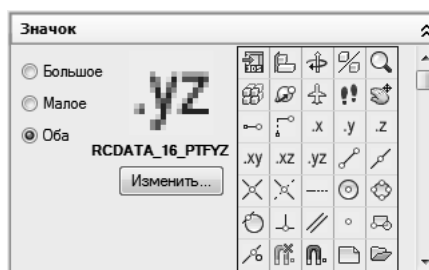 Значок
Большое
Малое
Оба
.yz
RCDATA_16_PTFYZ
Изменить...
.x .y .z
.xy .xz .yz